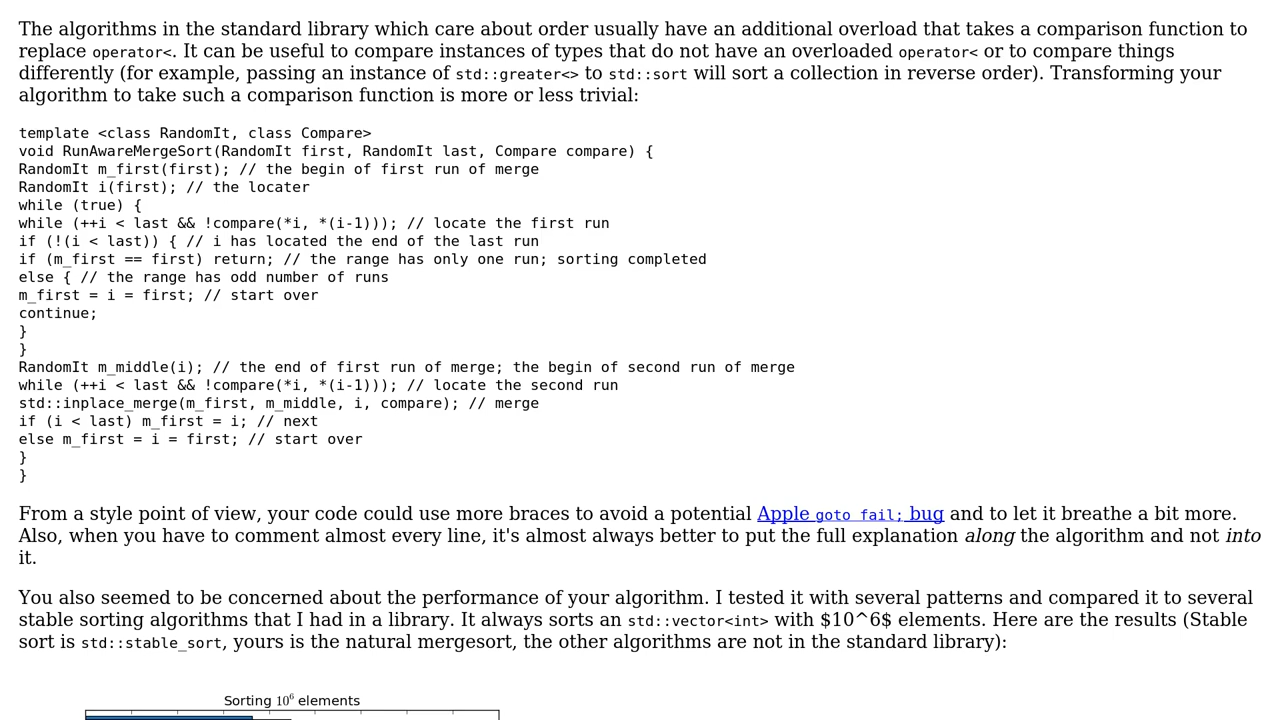 The algorithms in the standard library which care about order usually have an additional overload that takes a comparison function to
replace operator<. It can be useful to compare instances of types that do not have an overloaded operator< or to compare things
differently (for example, passing an instance of std::greater<> to std::sort will sort a collection in reverse order). Transforming your
algorithm to take such a comparison function is more or less trivial:
template <class RandomIt, class Compare>
void RunAwareMergeSort(RandomIt first, RandomIt last, Compare compare) {
RandomIt m_first(first); // the begin of first run of merge
RandomIt i(first); // the locater
while (true) {
while (++i < last && !compare(*i, *(i-1))); // locate the first run
if (!(i < last)) { // i has located the end of the last run
if (m_first == first) return; // the range has only one run; sorting completed
else { // the range has odd number of runs
m_first = i = first; // start over
continue;
}
}
RandomIt m_middle(i); // the end of first run of merge; the begin of second run of merge
while (++i < last && !compare(*i, *(i-1))); // locate the second run
std::inplace_merge(m_first, m_middle, i, compare); // merge
if (i < last) m_first = i; // next
else m_first = i = first; // start over
}
}
From a style point of view, your code could use more braces to avoid a potential Apple goto fail; bug and to let it breathe a bit more.
Also, when you have to comment almost every line, it's almost always better to put the full explanation along the algorithm and not into
it.
You also seemed to be concerned about the performance of your algorithm. I tested it with several patterns and compared it to several
stable sorting algorithms that I had in a library. It always sorts an std::vector<int> with $10^6$ elements. Here are the results (Stable
sort is std::stable_sort, yours is the natural mergesort, the other algorithms are not in the standard library):
Sorting 10⁶ elements